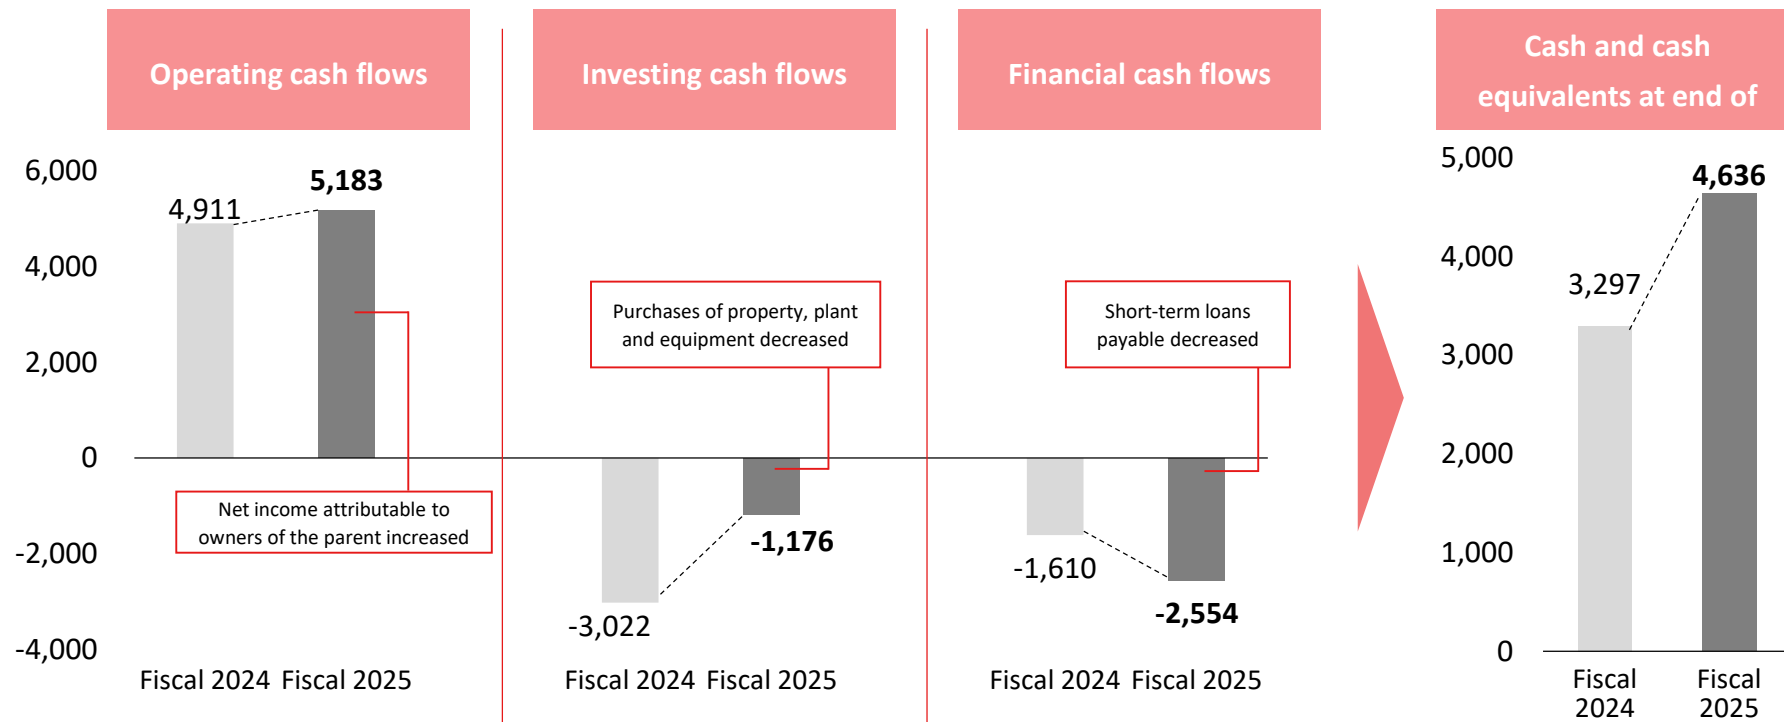 Operating cash flows
Investing cash flows
Financial cash flows
Cash and cash
equivalents at end of
6,000
4,000
2,000
0
-2,000
-4,000
4,911
5,183
Net income attributable to
owners of the parent increased
Fiscal 2024
Fiscal 2025
Purchases of property, plant
and equipment decreased
-3,022
-1,176
Fiscal 2024
Fiscal 2025
Short-term loans
payable decreased
-1,610
-2,554
Fiscal 2024
Fiscal 2025
5,000
4,000
3,000
2,000
1,000
0
3,297
4,636
Fiscal
2024
Fiscal
2025